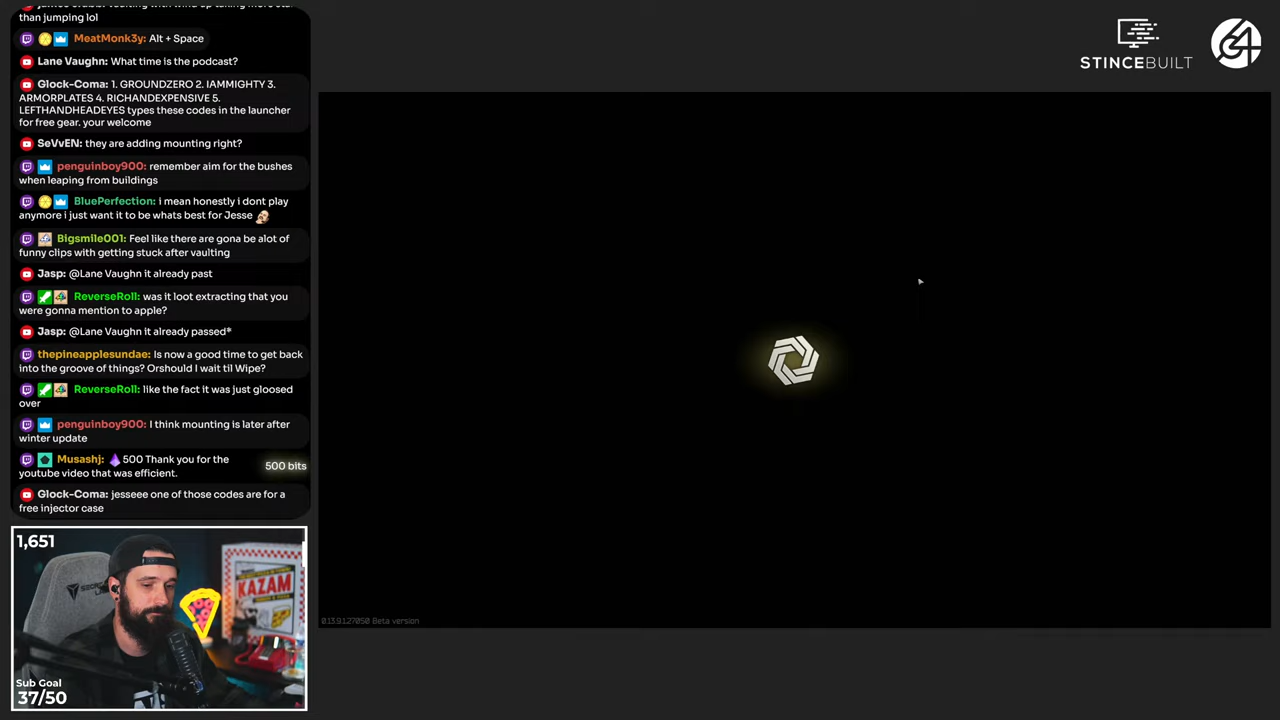 than jumping lol
MeatMonk3y: Alt + Space
Lane Vaughn: What time is the podcast?
Glock-Coma: 1. GROUNDZERO 2. IAMMIGHTY 3.
ARMORPLATES 4. RICHANDEXPENSIVE 5.
LEFTHANDHEADEYES types these codes in the launcher
for free gear. your welcome
SeVvEN: they are adding mounting right?
penguinboy900: remember aim for the bushes
when leaping from buildings
BluePerfection: i mean honestly i dont play
anymore i just want it to be whats best for Jesse
Bigsmile001: Feel like there are gona be alot of
funny clips with getting stuck after vaulting
Jasp: @Lane Vaughn it already past
ReverseRoll: was it loot extracting that you
were gonna mention to apple?
Jasp: @Lane Vaughn it already passed*
thepineapplesundae: Is now a good time to get back
into the groove of things? Orshould I wait til Wipe?
ReverseRoll: like the fact it was just gloosed
over
penguinboy900: I think mounting is later after
winter update
Musashj: 500 Thank you for the
youtube video that was efficient.
500 bits
Glock-Coma: jesseee one of those codes are for a
free injector case
1,651
KAZAM
Sub Goal
37/50
0.13.9.1.27050 Beta version
STINCEBUILT
G4